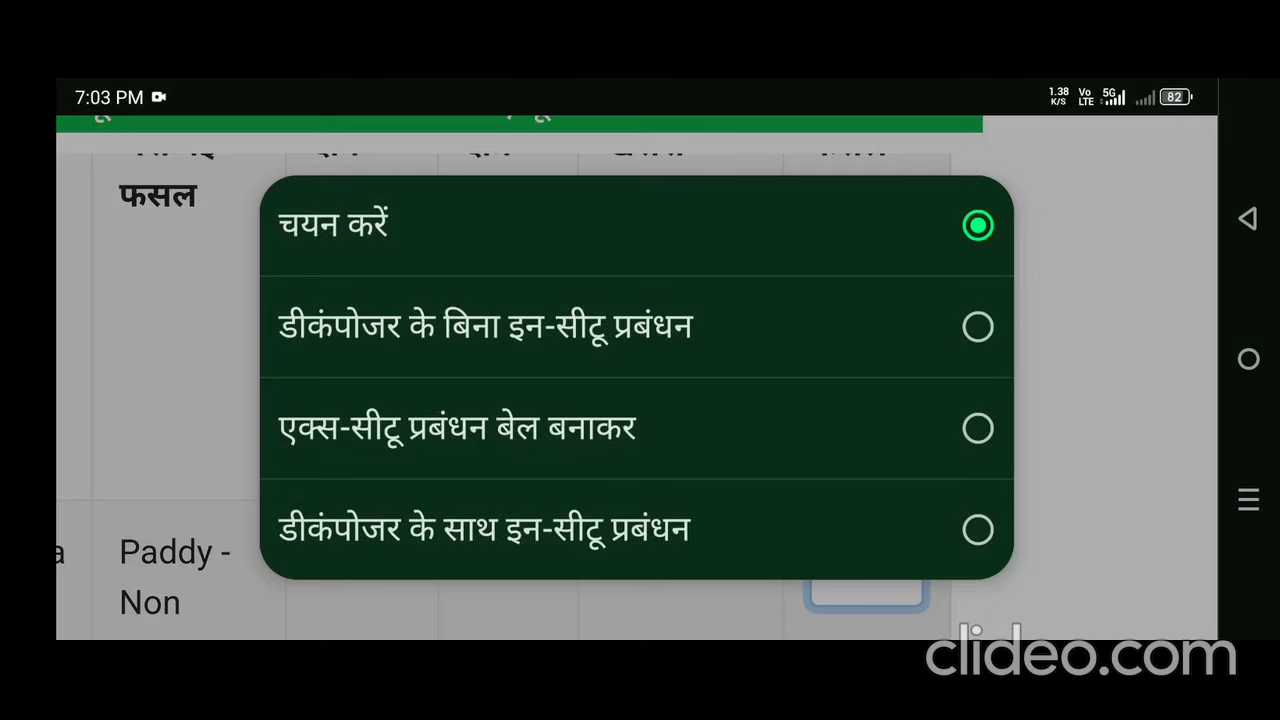 7:03 PM
1.38 K/S Vo LTE 5G 82
फसल
चयन करें
डीकंपोजर के बिना इन-सीटू प्रबंधन
एक्स-सीटू प्रबंधन बेल बनाकर
डीकंपोजर के साथ इन-सीटू प्रबंधन
a
Paddy -
Non
clideo.com